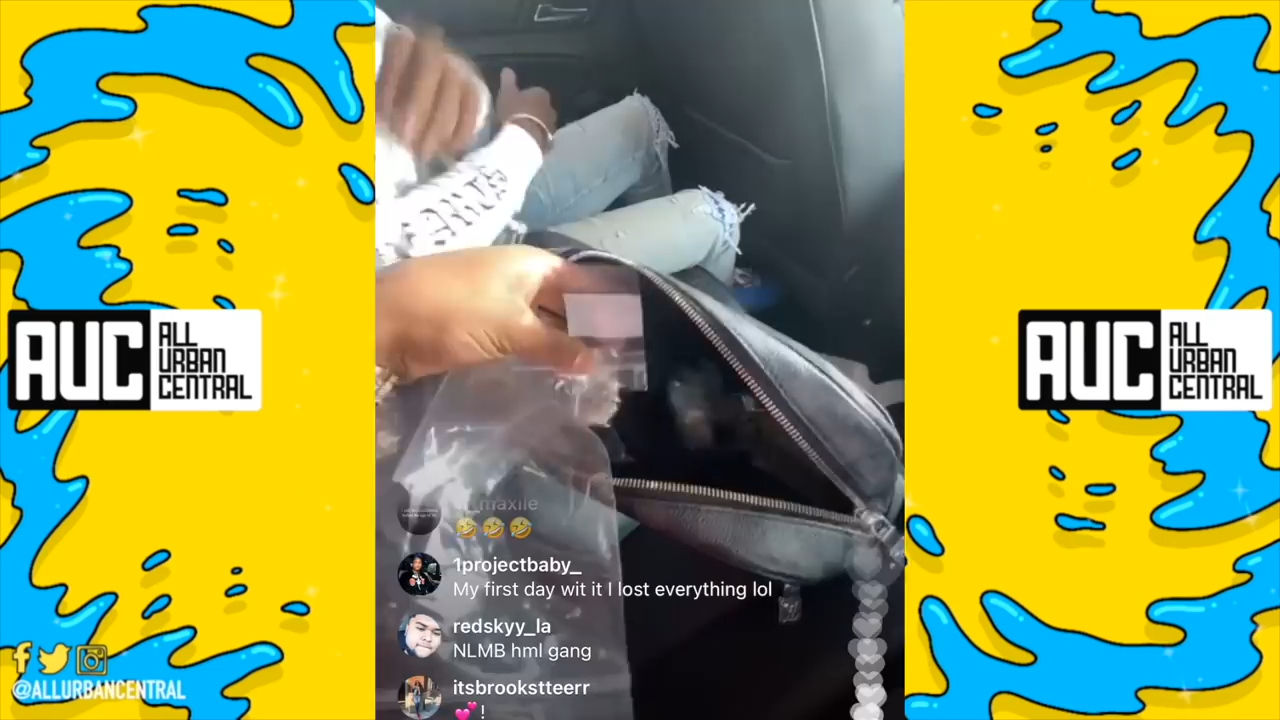 AUC ALL
URBAN
CENTRAL
AUC ALL
URBAN
CENTRAL
_maxiie
🤣🤣🤣
1projectbaby_
My first day wit it I lost everything lol
redskyy_la
NLMB hml gang
itsbrookstteerr
💕!
@ALLURBANCENTRAL